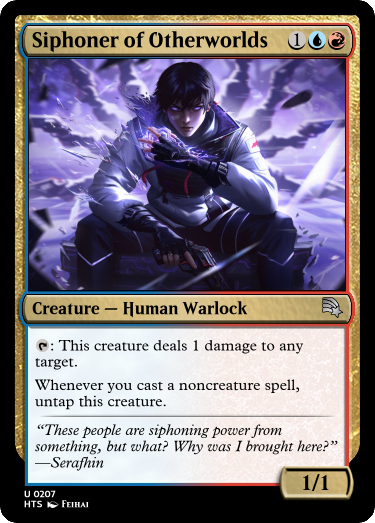 Siphoner of Otherworlds 1
Creature — Human Warlock
: This creature deals 1 damage to any
target.
Whenever you cast a noncreature spell,
untap this creature.
“These people are siphoning power from
something, but what? Why was I brought here?”
—Serafhin
1/1
U 0207
HTS Feihai